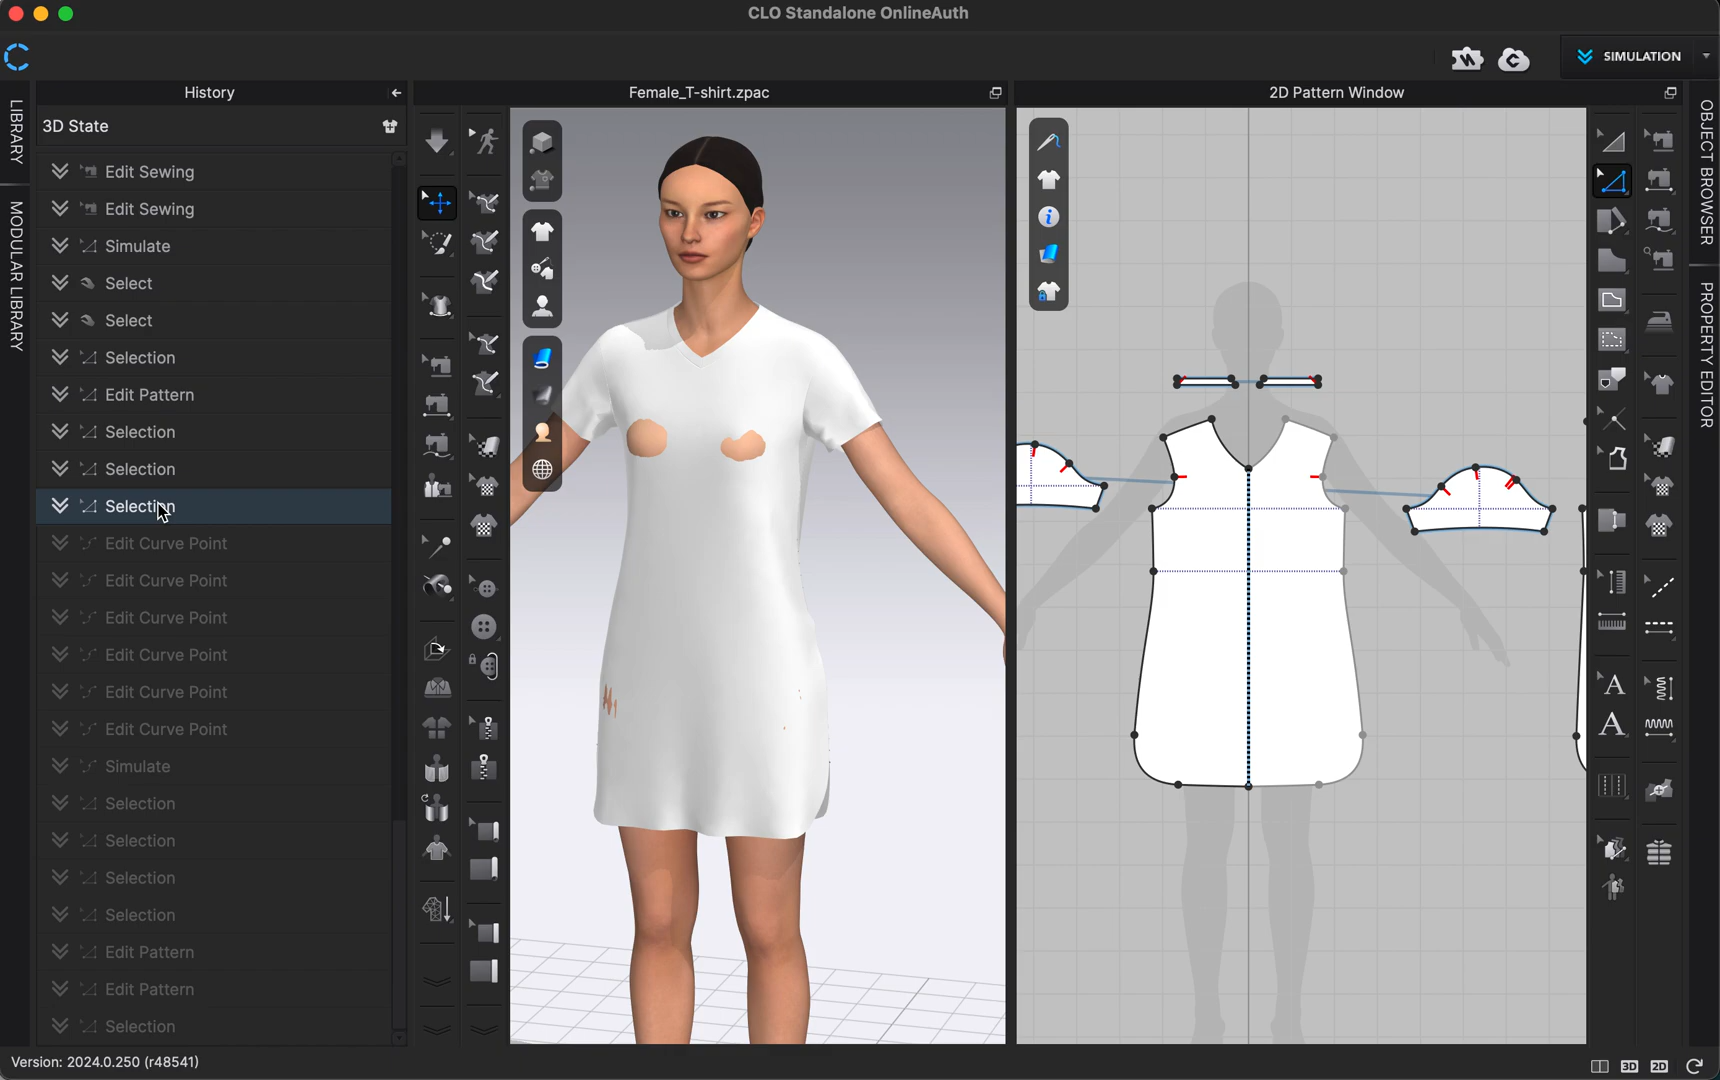 CLO Standalone OnlineAuth
SIMULATION
LIBRARY
MODULAR LIBRARY
History
3D State
Edit Sewing
Edit Sewing
Simulate
Select
Select
Selection
Edit Pattern
Selection
Selection
Selection
Edit Curve Point
Edit Curve Point
Edit Curve Point
Edit Curve Point
Edit Curve Point
Edit Curve Point
Simulate
Selection
Selection
Selection
Selection
Edit Pattern
Edit Pattern
Selection
Female_T-shirt.zpac
2D Pattern Window
A
A
OBJECT BROWSER
PROPERTY EDITOR
Version: 2024.0.250 (r48541)
3D
2D